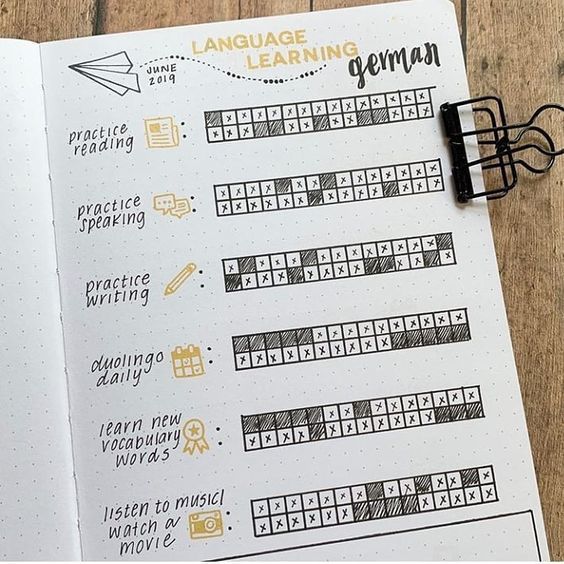 LANGUAGE
LEARNING
german
JUNE
2019
practice
reading
:
practice
speaking
:
practice
writing
:
duolingo
daily
:
learn new
vocabulary
words
:
listen to music/
watch a
movie
: